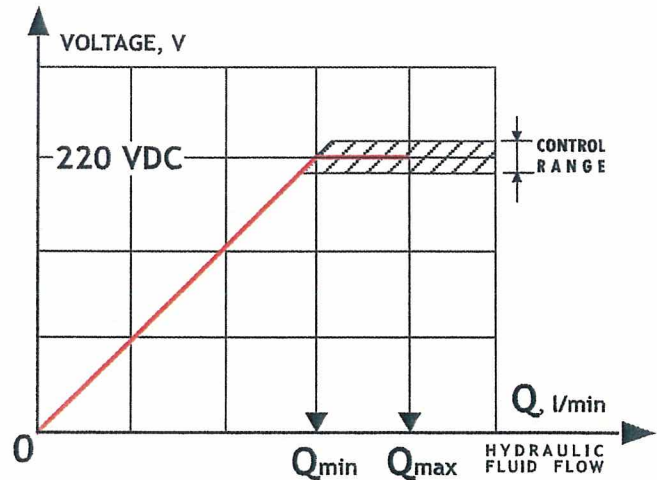 VOLTAGE, V
220 VDC
CONTROL
RANGE
Q, l/min
0
Qmin
Qmax
HYDRAULIC
FLUID FLOW